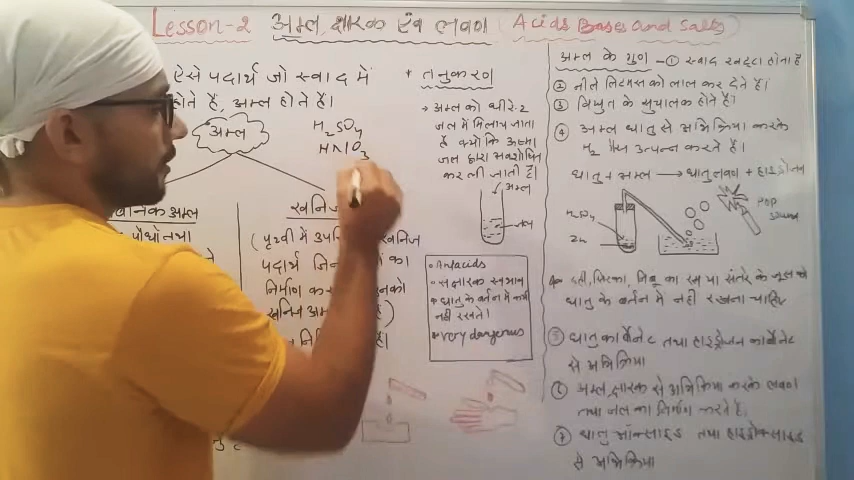 Lesson-2 अम्ल, क्षारक एवं लवण (Acids Bases and Salts)
ऐसे पदार्थ जो स्वाद में
होते हैं, अम्ल होते हैं।
अम्ल
H2SO4
HNO3
अम्ल
पौधों तथा
खनिज
(पृथ्वी में खनिज
पदार्थ का
निर्माण
खनिज अम्ल
* तनुकरण
→ अम्ल को धीरे-2
जल में मिलाया जाता
है क्योंकि ऊष्मा
जल द्वारा अवशोषित
कर ली जाती है।
अम्ल
जल
Antacids
धातु के बर्तन में कभी
नहीं रखते।
very dangerous
अम्ल के गुण - ① स्वाद खट्टा होता है
② नीले लिटमस को लाल कर देते हैं।
③ विद्युत के सुचालक होते हैं।
④ अम्ल धातु से अभिक्रिया करके
H2 गैस उत्पन्न करते हैं।
धातु + अम्ल → धातु लवण + हाइड्रोजन
H2SO4
Zn
POP
sound
दही, सिरका, निंबू का रस या संतरे के जूस को
धातु के बर्तन में नहीं रखना चाहिए
⑤ धातु कार्बोनेट तथा हाइड्रोजन कार्बोनेट
से अभिक्रिया
⑥ अम्ल, क्षारक से अभिक्रिया करके लवण
तथा जल का निर्माण करते हैं।
⑦ धातु ऑक्साइड तथा हाइड्रोक्साइड
से अभिक्रिया